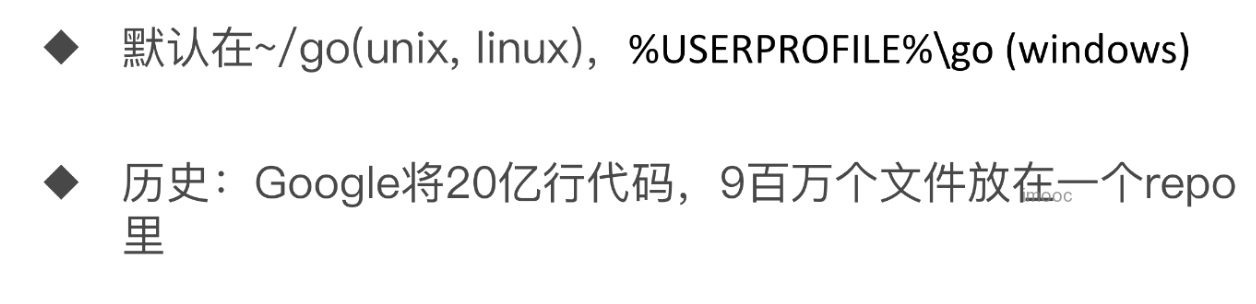 ◆ 默认在~/go(unix, linux)，%USERPROFILE%\go (windows)
◆ 历史：Google将20亿行代码，9百万个文件放在一个repo
里
imooc